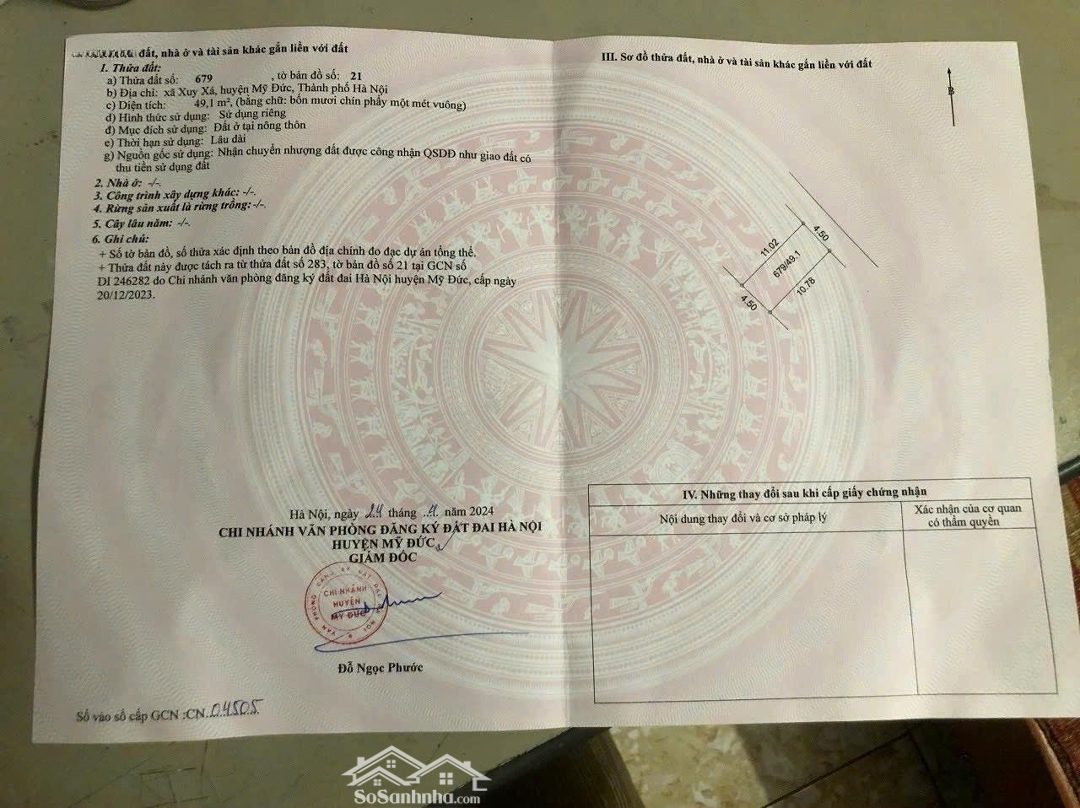 đất, nhà ở và tài sản khác gắn liền với đất
1. Thửa đất:
a) Thửa đất số: 679 , tờ bản đồ số: 21
b) Địa chỉ: xã Xuy Xá, huyện Mỹ Đức, Thành phố Hà Nội
c) Diện tích: 49,1 m², (bằng chữ: bốn mươi chín phẩy một mét vuông)
d) Hình thức sử dụng: Sử dụng riêng
đ) Mục đích sử dụng: Đất ở tại nông thôn
e) Thời hạn sử dụng: Lâu dài
g) Nguồn gốc sử dụng: Nhận chuyển nhượng đất được công nhận QSDĐ như giao đất có
thu tiền sử dụng đất
2. Nhà ở: -/-.
3. Công trình xây dựng khác: -/-.
4. Rừng sản xuất là rừng trồng: -/-.
5. Cây lâu năm: -/-.
6. Ghi chú:
+ Số tờ bản đồ, số thửa xác định theo bản đồ địa chính đo đạc dự án tổng thể.
+ Thửa đất này được tách ra từ thửa đất số 283, tờ bản đồ số 21 tại GCN số
DI 246282 do Chi nhánh văn phòng đăng ký đất đai Hà Nội huyện Mỹ Đức, cấp ngày
20/12/2023.
Hà Nội, ngày 24 tháng 4 năm 2024
CHI NHÁNH VĂN PHÒNG ĐĂNG KÝ ĐẤT ĐAI HÀ NỘI
HUYỆN MỸ ĐỨC
GIÁM ĐỐC
CHI NHÁNH
HUYỆN
MỸ ĐỨC
Đỗ Ngọc Phước
Số vào sổ cấp GCN :CN.04505
III. Sơ đồ thửa đất, nhà ở và tài sản khác gắn liền với đất
B
11.02
4.50
679/49.1
4.50
10.78
IV. Những thay đổi sau khi cấp giấy chứng nhận
Nội dung thay đổi và cơ sở pháp lý
Xác nhận của cơ quan
có thẩm quyền
SoSanhnha.com